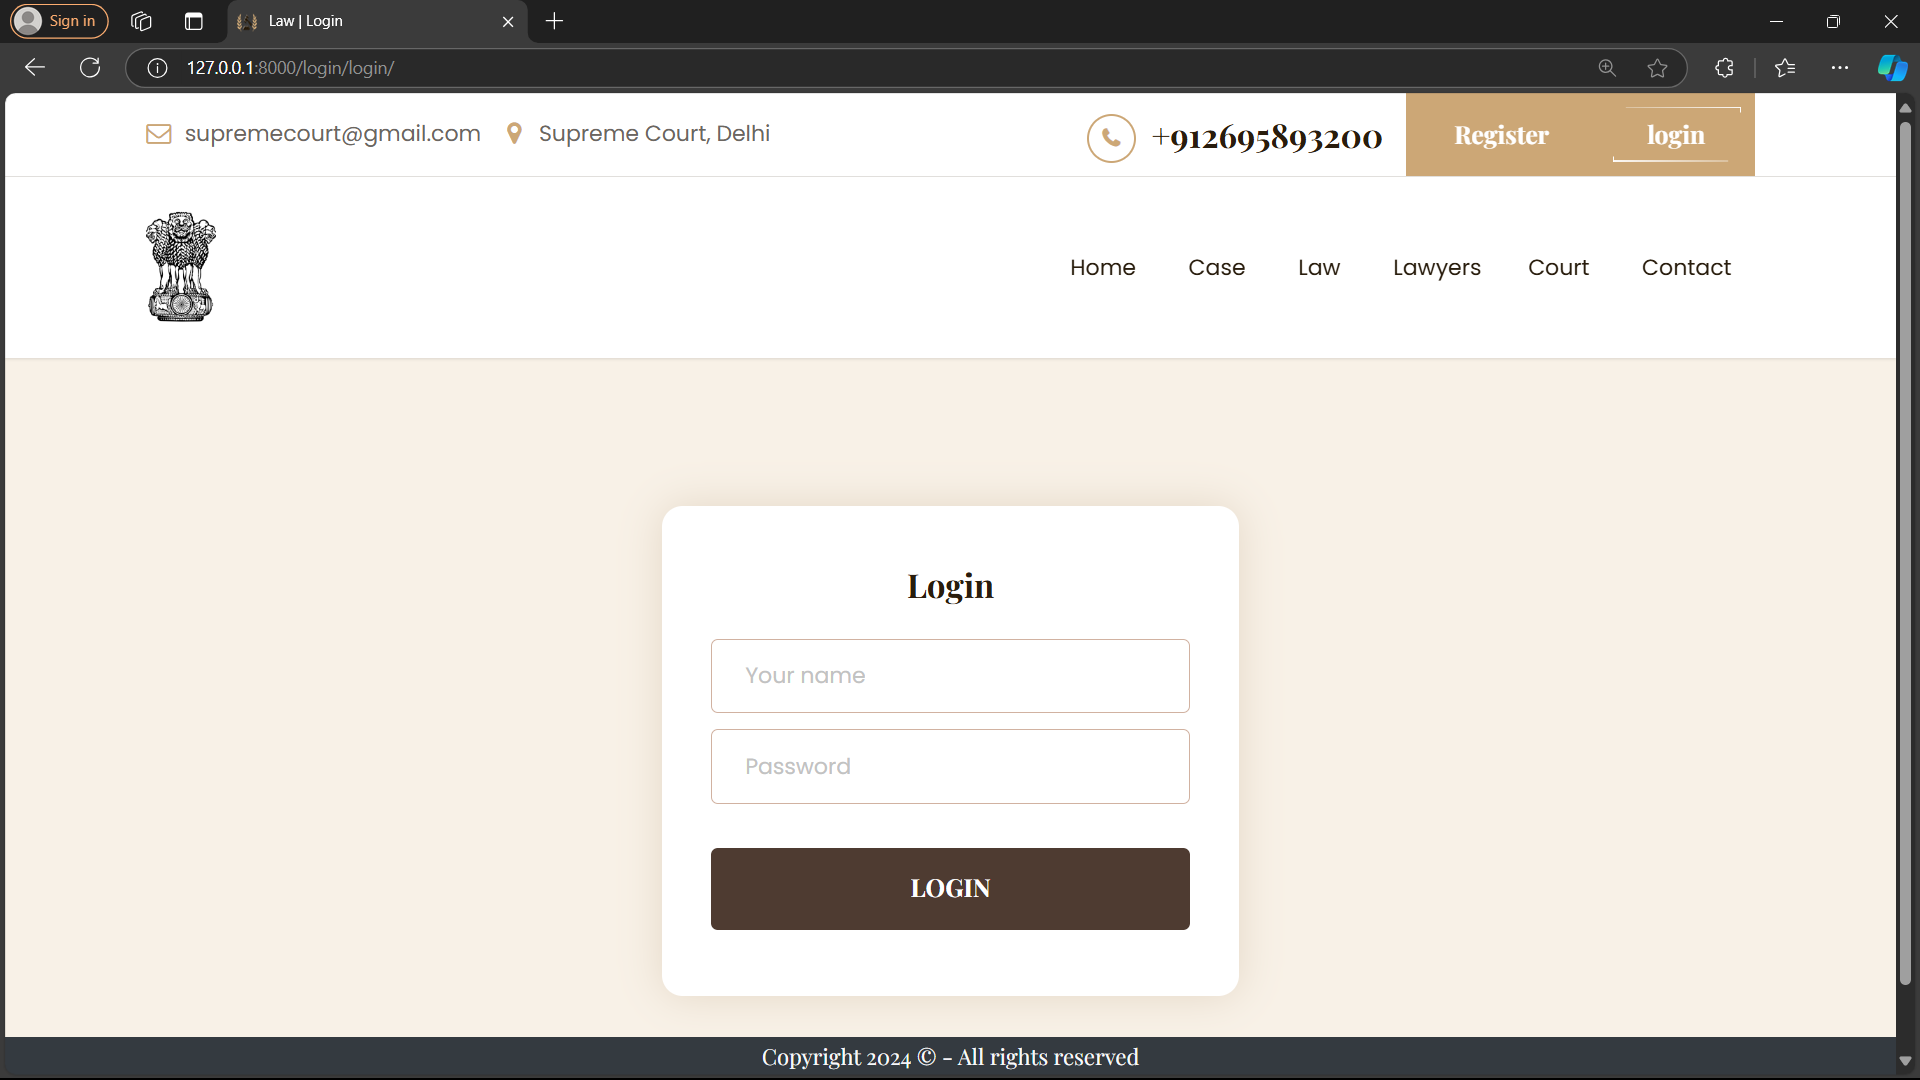 Sign in
Law | Login
127.0.0.1:8000/login/login/
supremecourt@gmail.com
Supreme Court, Delhi
+912695893200
Register
login
Home
Case
Law
Lawyers
Court
Contact
Login
Your name
Password
LOGIN
Copyright 2024 © - All rights reserved